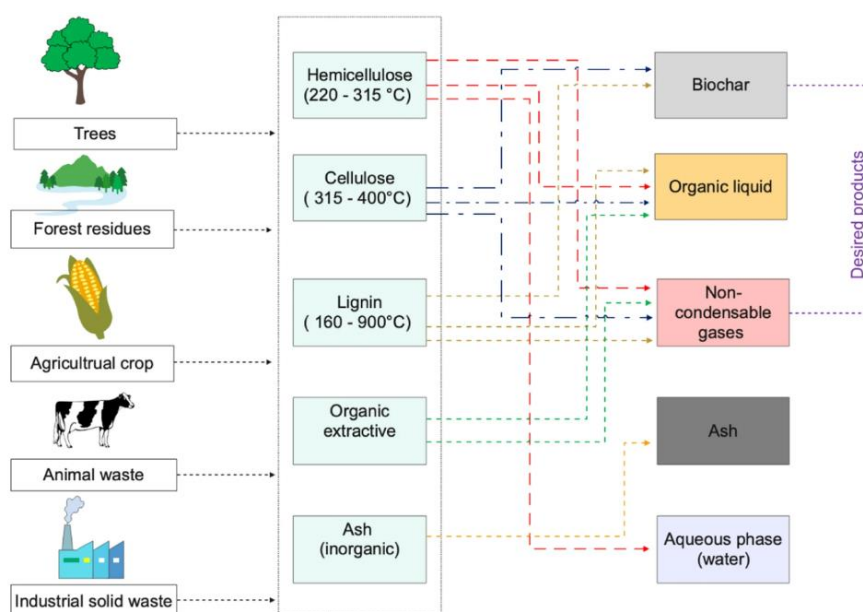 Trees
Forest residues
Agricultrual crop
Animal waste
Industrial solid waste
Hemicellulose
(220 - 315 °C)
Cellulose
( 315 - 400°C)
Lignin
( 160 - 900°C)
Organic
extractive
Ash
(inorganic)
Biochar
Organic liquid
Non-
condensable
gases
Ash
Aqueous phase
(water)
Desired products